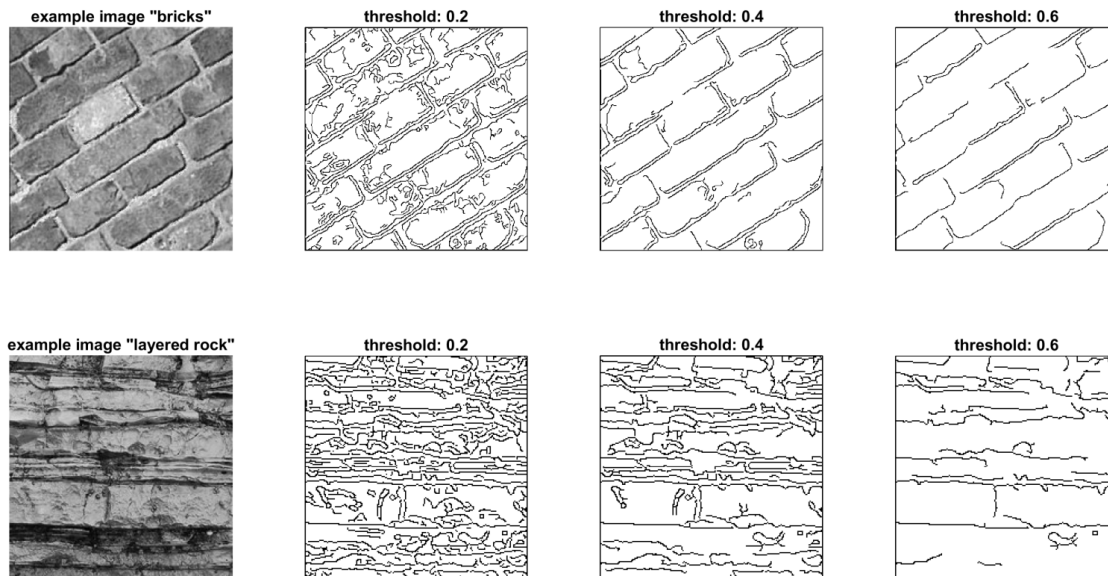 example image "bricks"
threshold: 0.2
threshold: 0.4
threshold: 0.6
example image "layered rock"
threshold: 0.2
threshold: 0.4
threshold: 0.6